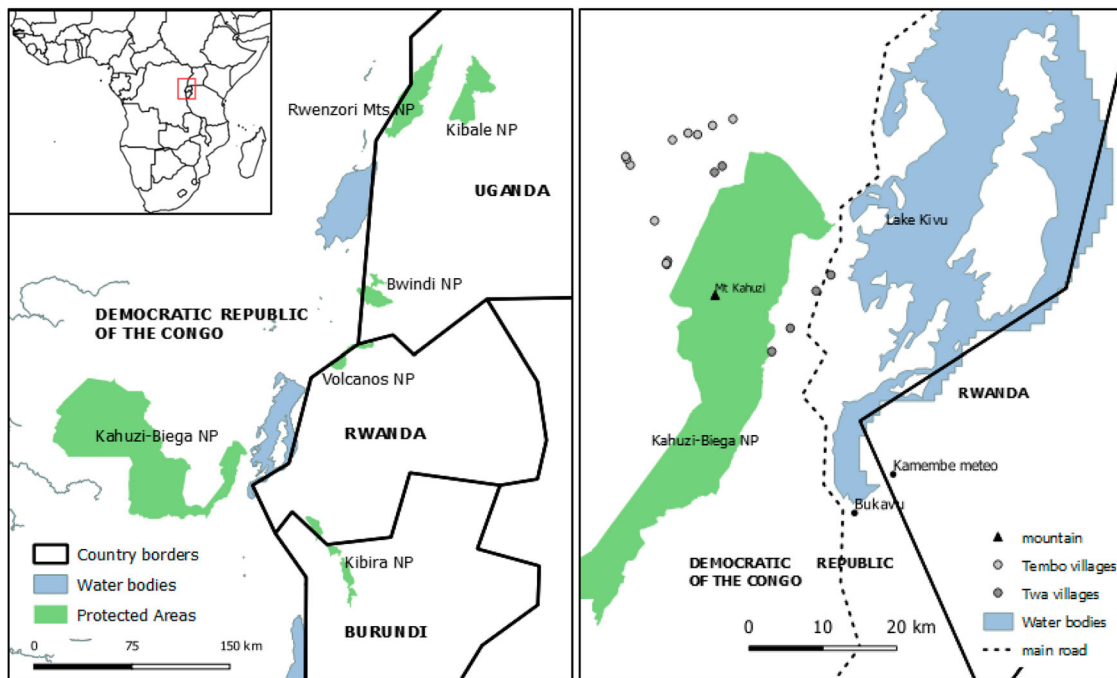 Rwenzori Mts NP
Kibale NP
UGANDA
Bwindi NP
DEMOCRATIC REPUBLIC
OF THE CONGO
Volcanos NP
Kahuzi-Biega NP
RWANDA
Kibira NP
BURUNDI
Country borders
Water bodies
Protected Areas
0 75 150 km
Lake Kivu
Mt Kahuzi
RWANDA
Kahuzi-Biega NP
Kamembe meteo
Bukavu
DEMOCRATIC REPUBLIC
OF THE CONGO
0 10 20 km
mountain
Tembo villages
Twa villages
Water bodies
main road